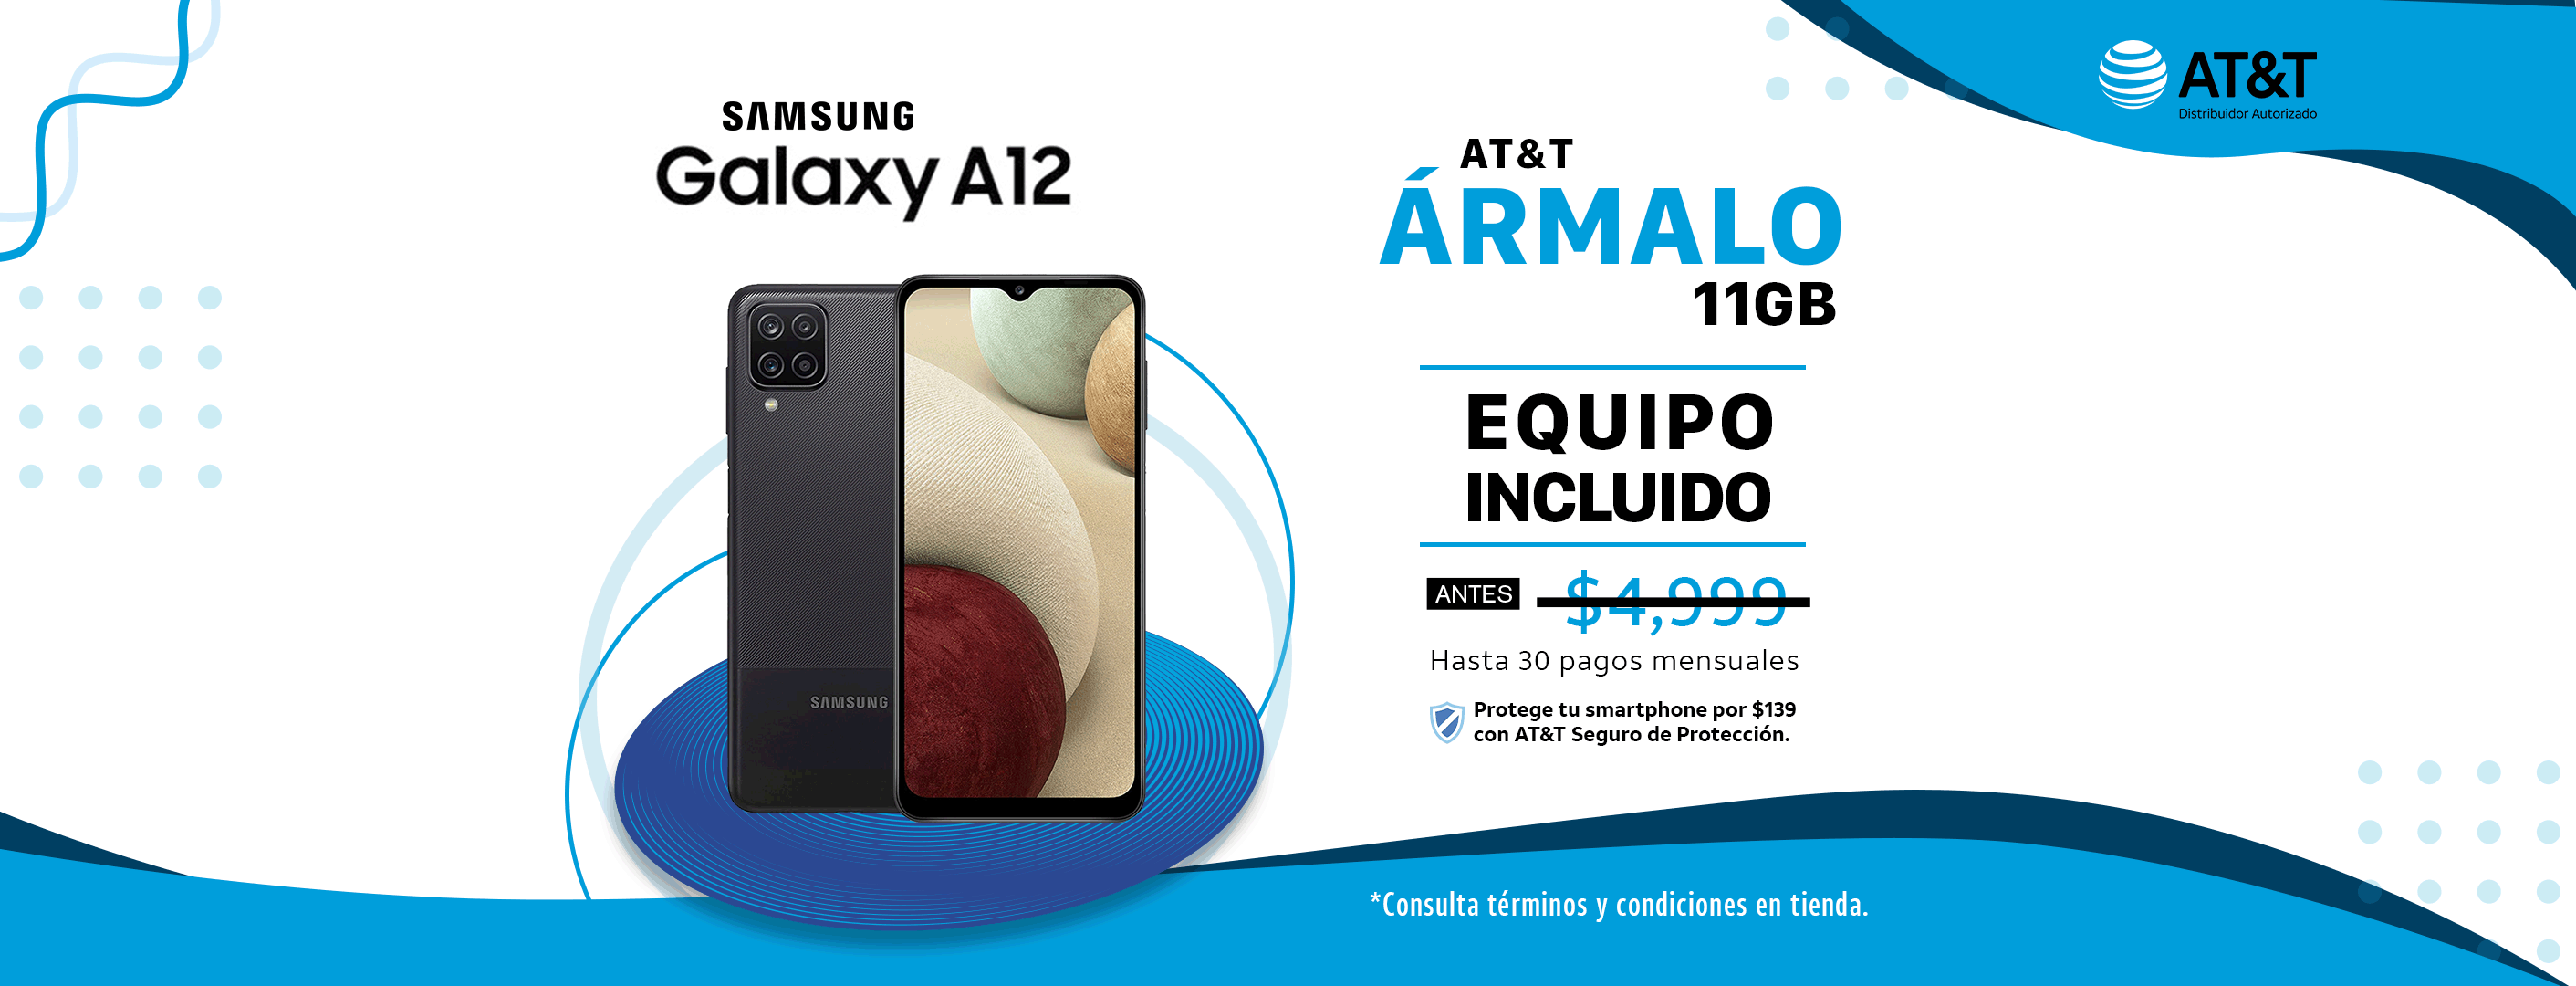 SAMSUNG
Galaxy A12
SAMSUNG
AT&T
Distribuidor Autorizado
AT&T
ÁRMALO
11GB
EQUIPO
INCLUIDO
ANTES $4,999
Hasta 30 pagos mensuales
Protege tu smartphone por $139
con AT&T Seguro de Protección.
*Consulta términos y condiciones en tienda.